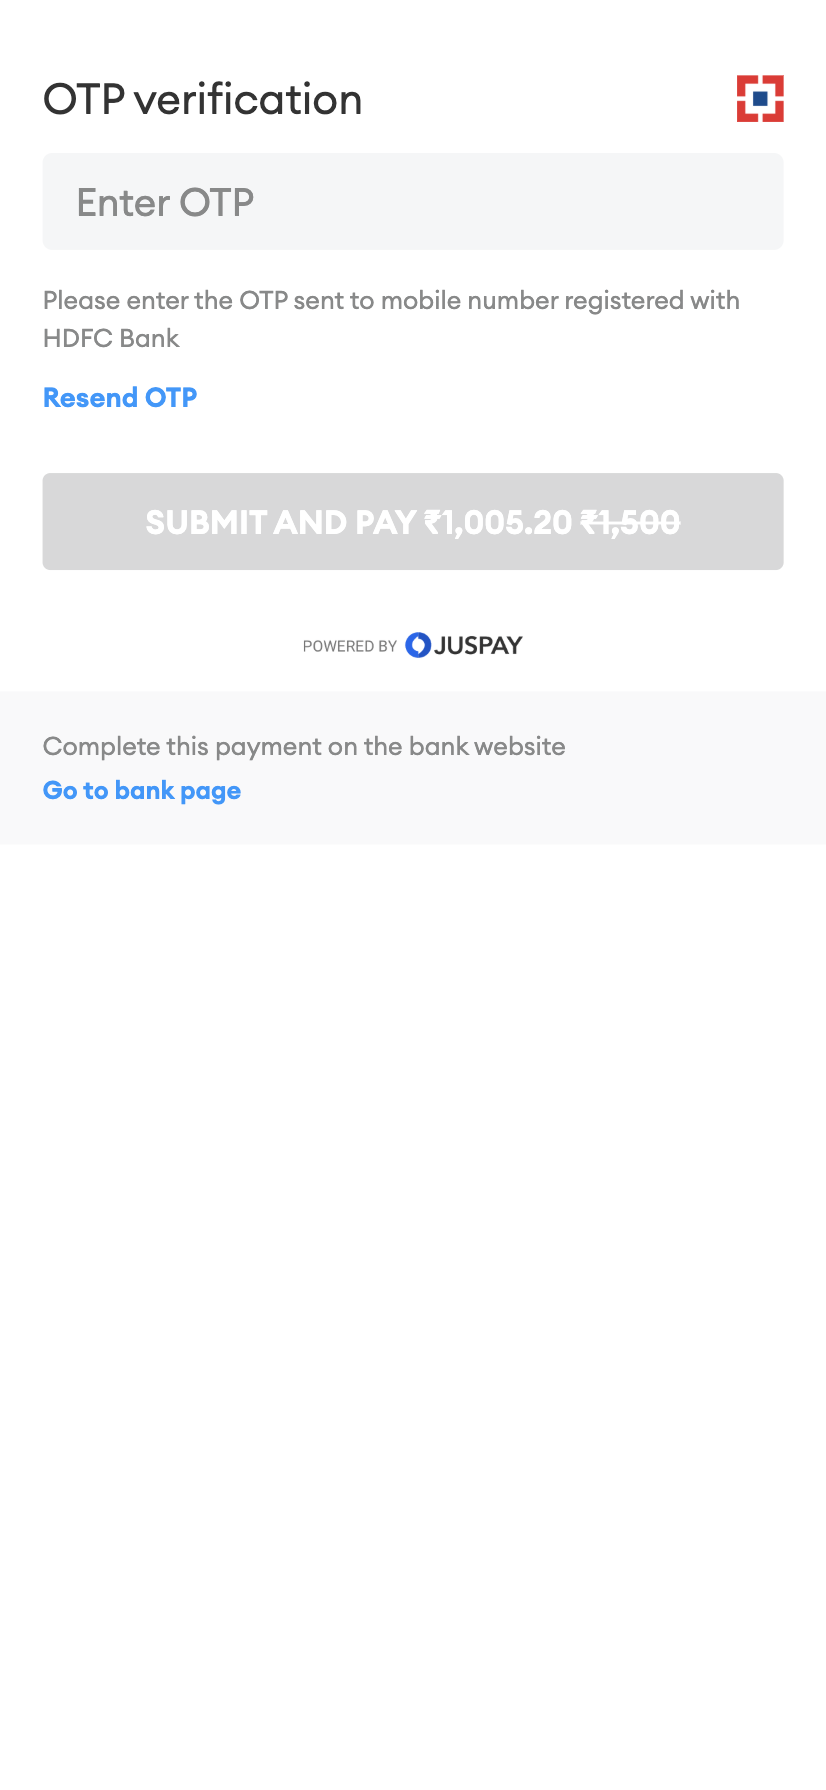 OTP verification
Enter OTP
Please enter the OTP sent to mobile number registered with
HDFC Bank
Resend OTP
SUBMIT AND PAY ₹1,005.20 ₹1,500
POWERED BY JUSPAY
Complete this payment on the bank website
Go to bank page